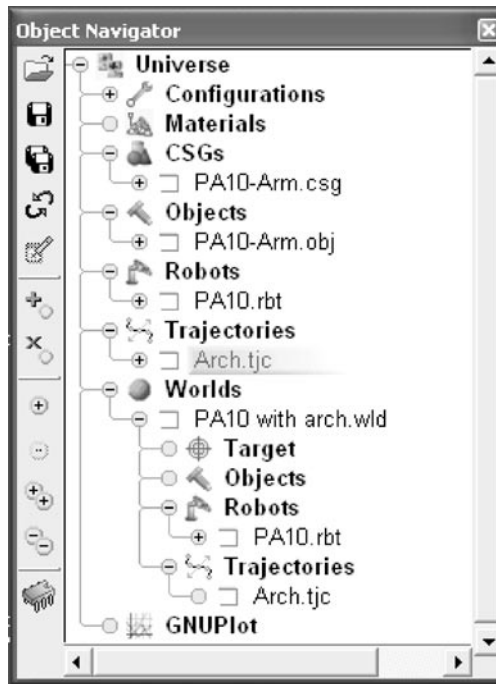 Object Navigator
Universe
Configurations
Materials
CSGs
PA10-Arm.csg
Objects
PA10-Arm.obj
Robots
PA10.rbt
Trajectories
Arch.tjc
Worlds
PA10 with arch.wld
Target
Objects
Robots
PA10.rbt
Trajectories
Arch.tjc
GNUPlot